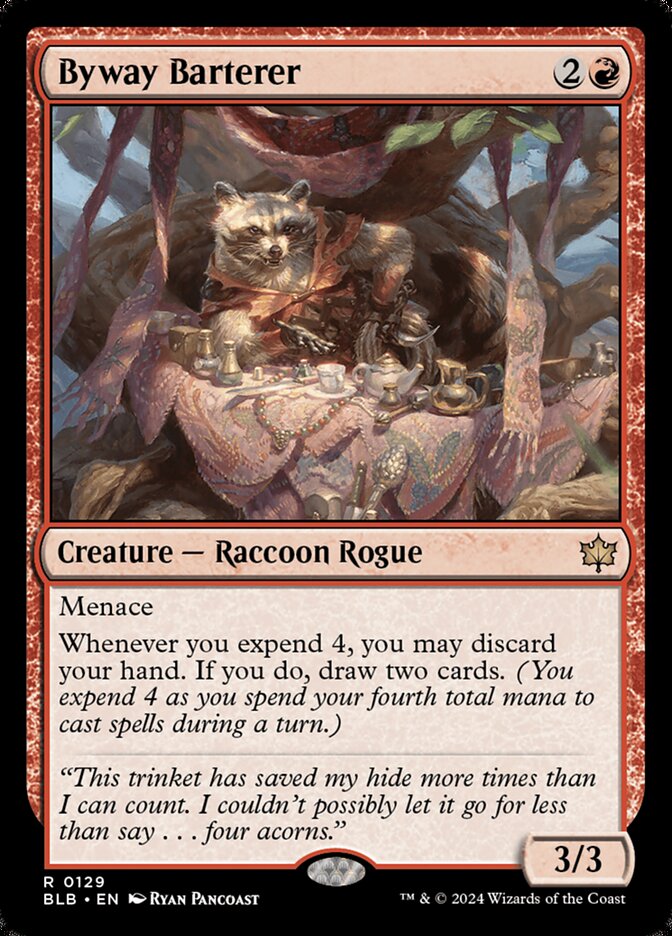 Byway Barterer 2
Creature — Raccoon Rogue
Menace
Whenever you expend 4, you may discard
your hand. If you do, draw two cards. (You
expend 4 as you spend your fourth total mana to
cast spells during a turn.)
“This trinket has saved my hide more times than
I can count. I couldn’t possibly let it go for less
than say . . . four acorns.”
3/3
R 0129
BLB • EN Ryan Pancoast
™ & © 2024 Wizards of the Coast